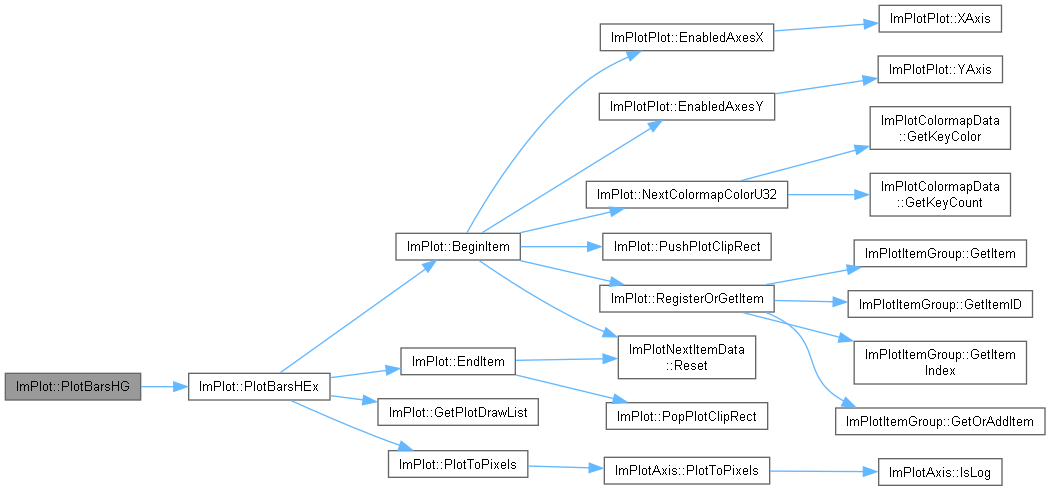 ImPlotPlot::XAxis
ImPlotPlot::EnabledAxesX
ImPlotPlot::YAxis
ImPlotPlot::EnabledAxesY
ImPlotColormapData
::GetKeyColor
ImPlot::NextColormapColorU32
ImPlotColormapData
::GetKeyCount
ImPlot::BeginItem
ImPlot::PushPlotClipRect
ImPlotItemGroup::GetItem
ImPlot::RegisterOrGetItem
ImPlotItemGroup::GetItemID
ImPlotNextItemData
::Reset
ImPlotItemGroup::GetItem
Index
ImPlot::EndItem
ImPlot::PlotBarsHG
ImPlot::PlotBarsHEx
ImPlot::GetPlotDrawList
ImPlot::PopPlotClipRect
ImPlotItemGroup::GetOrAddItem
ImPlot::PlotToPixels
ImPlotAxis::PlotToPixels
ImPlotAxis::IsLog